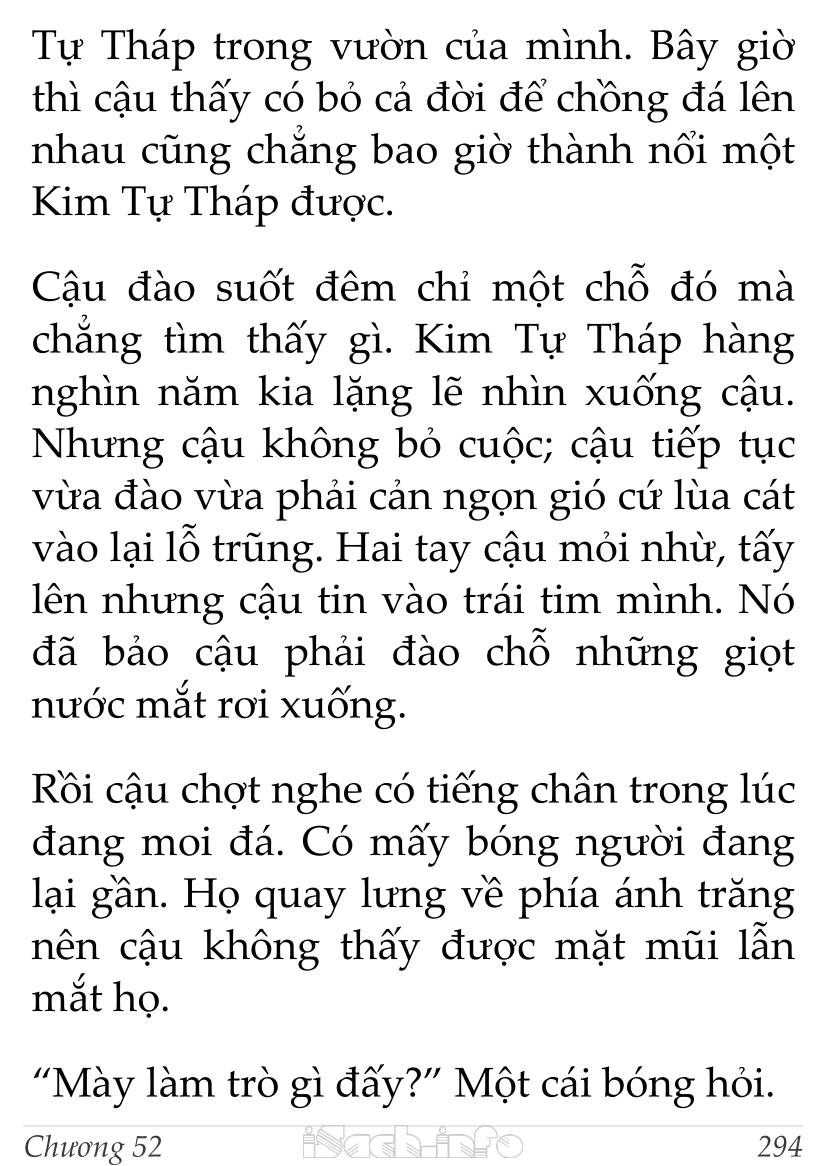 Tự Tháp trong vườn của mình. Bây giờ
thì cậu thấy có bỏ cả đời để chồng đá lên
nhau cũng chẳng bao giờ thành nổi một
Kim Tự Tháp được.
Cậu đào suốt đêm chỉ một chỗ đó mà
chẳng tìm thấy gì. Kim Tự Tháp hàng
nghìn năm kia lặng lẽ nhìn xuống cậu.
Nhưng cậu không bỏ cuộc; cậu tiếp tục
vừa đào vừa phải cản ngọn gió cứ lùa cát
vào lại lỗ trũng. Hai tay cậu mỏi nhừ, tấy
lên nhưng cậu tin vào trái tim mình. Nó
đã bảo cậu phải đào chỗ những giọt
nước mắt rơi xuống.
Rồi cậu chợt nghe có tiếng chân trong lúc
đang moi đá. Có mấy bóng người đang
lại gần. Họ quay lưng về phía ánh trăng
nên cậu không thấy được mặt mũi lẫn
mắt họ.
“Mày làm trò gì đấy?” Một cái bóng hỏi.
Chương 52 iSach.info 294